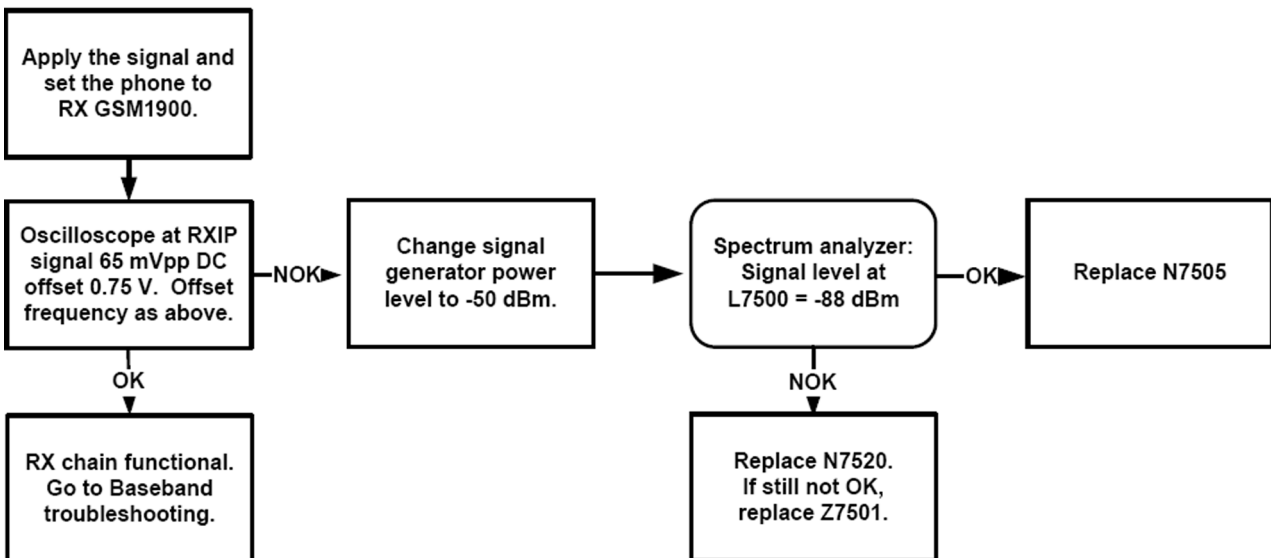 Apply the signal and
set the phone to
RX GSM1900.
Oscilloscope at RXIP
signal 65 mVpp DC
offset 0.75 V. Offset
frequency as above.
NOK
Change signal
generator power
level to -50 dBm.
Spectrum analyzer:
Signal level at
L7500 = -88 dBm
OK
Replace N7505
OK
NOK
RX chain functional.
Go to Baseband
troubleshooting.
Replace N7520.
If still not OK,
replace Z7501.